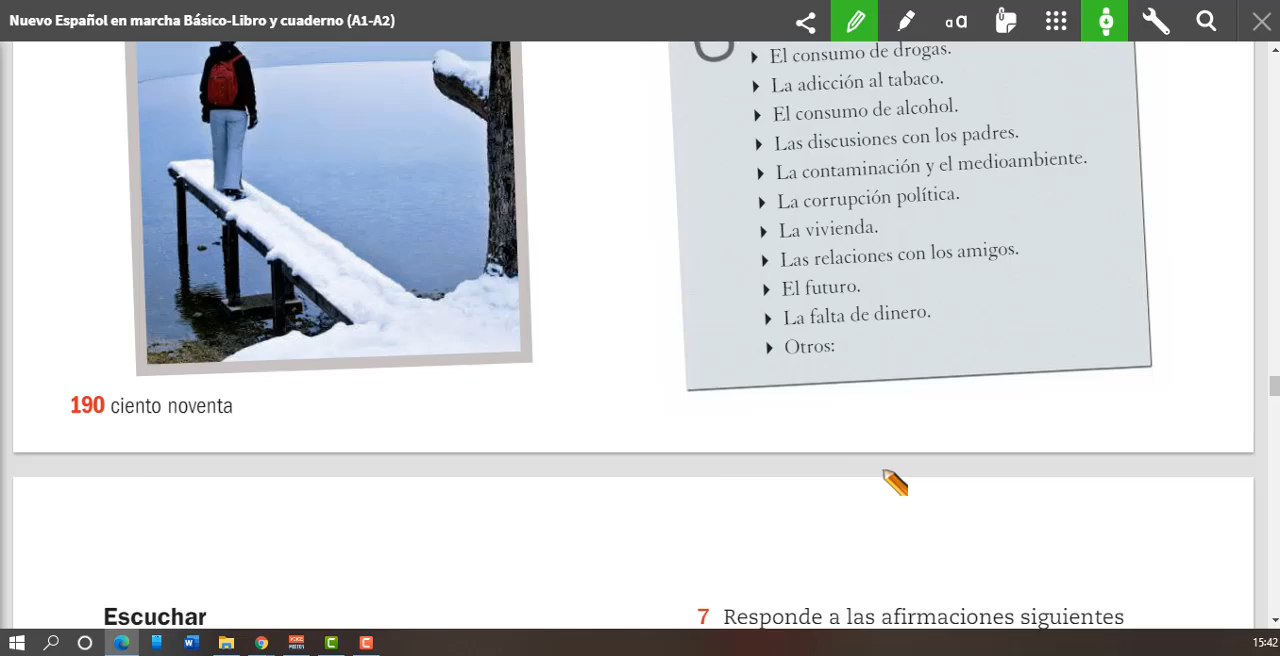 Nuevo Español en marcha Básico-Libro y cuaderno (A1-A2)
aa
El consumo de drogas.
La adicción al tabaco.
El consumo de alcohol.
Las discusiones con los padres.
La contaminación y el medioambiente.
La corrupción política.
La vivienda.
Las relaciones con los amigos.
El futuro.
La falta de dinero.
Otros:
190 ciento noventa
Escuchar
7 Responde a las afirmaciones siguientes
15:42